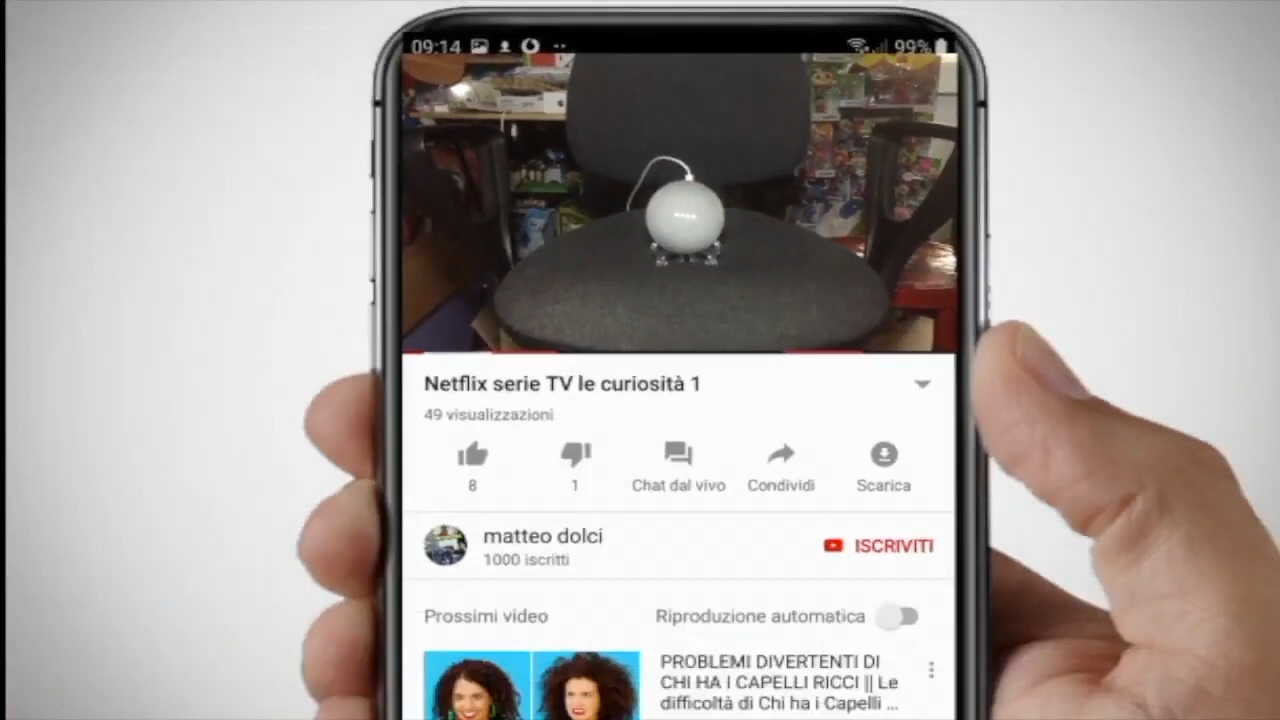 09:14
99%
Netflix serie TV le curiosità 1
49 visualizzazioni
8
1
Chat dal vivo
Condividi
Scarica
matteo dolci
1000 iscritti
ISCRIVITI
Prossimi video
Riproduzione automatica
PROBLEMI DIVERTENTI DI
CHI HA I CAPELLI RICCI || Le
difficoltà di Chi ha i Capelli ...